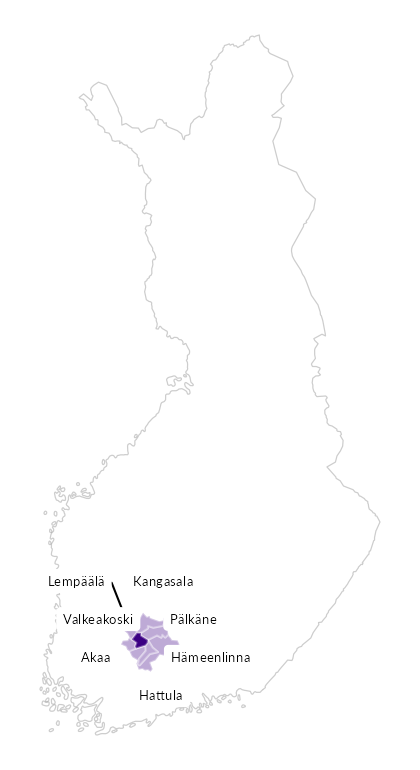 Lempäälä
Kangasala
Valkeakoski
Pälkäne
Akaa
Hämeenlinna
Hattula